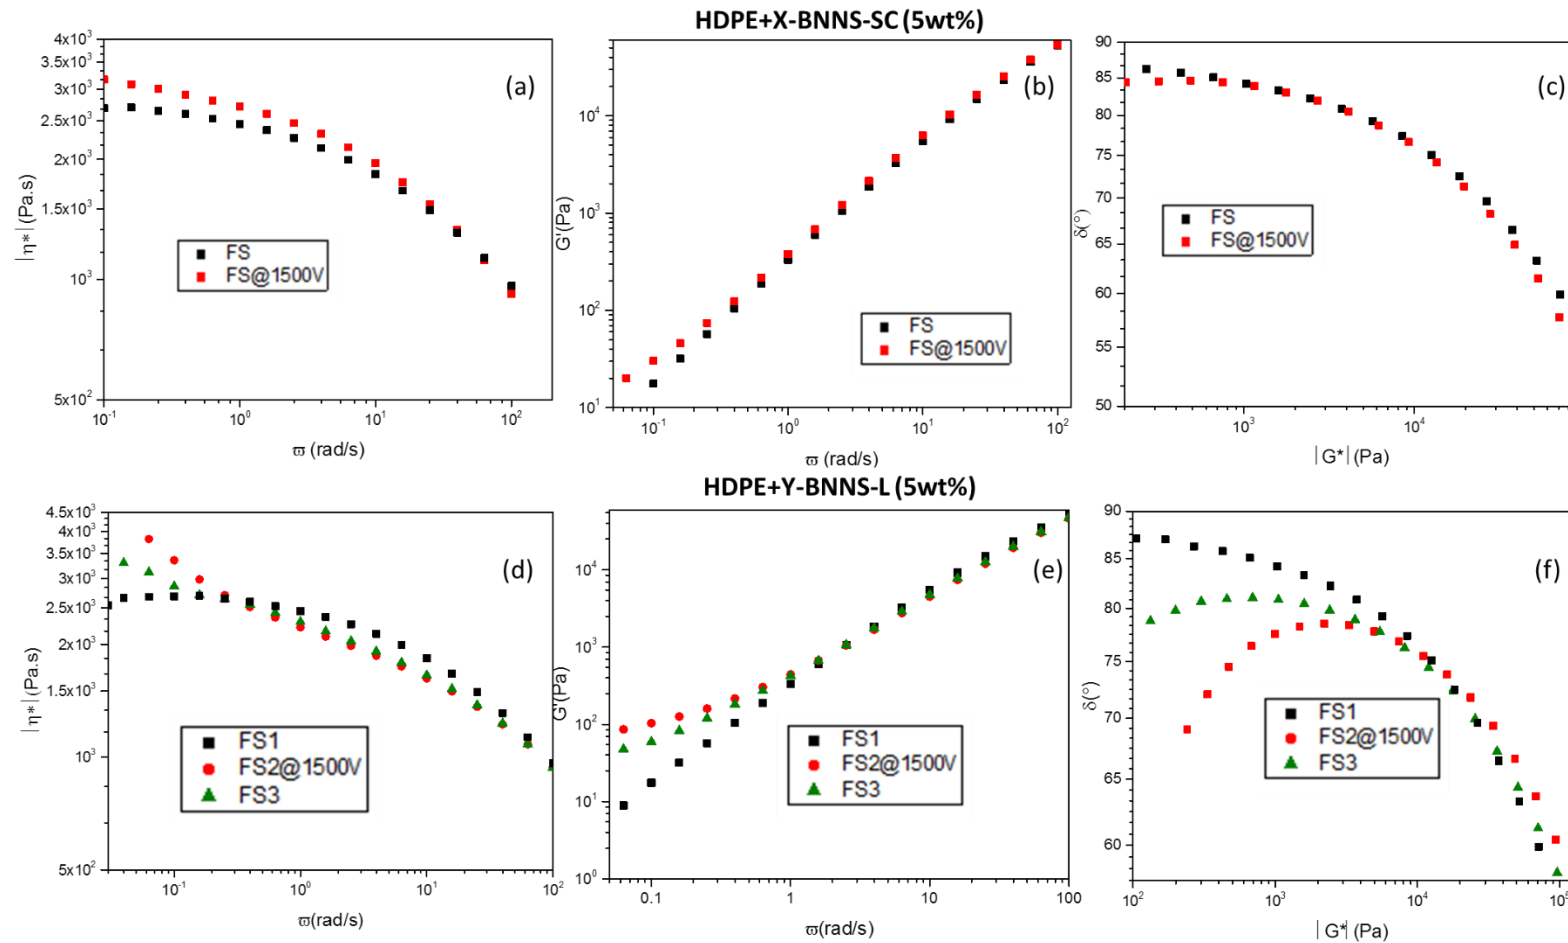 HDPE+X-BNNS-SC (5wt%)
4x10³
3.5x10³
3x10³
2.5x10³
2x10³
1.5x10³
10³
5x10²
|η*|(Pa.s)
(a)
FS
FS@1500V
10⁻¹
10⁰
10¹
10²
ϖ (rad/s)
10⁴
10³
10²
10¹
G'(Pa)
(b)
FS
FS@1500V
10⁻¹
10⁰
10¹
10²
ϖ (rad/s)
90
85
80
75
70
65
60
55
50
δ(°)
(c)
FS
FS@1500V
10³
10⁴
|G*|(Pa)
HDPE+Y-BNNS-L (5wt%)
4.5x10³
4x10³
3.5x10³
3x10³
2.5x10³
2x10³
1.5x10³
10³
5x10²
|η*|(Pa.s)
(d)
FS1
FS2@1500V
FS3
10⁻¹
10⁰
10¹
10²
ϖ(rad/s)
10⁴
10³
10²
10¹
10⁰
G'(Pa)
(e)
FS1
FS2@1500V
FS3
0.1
1
10
100
ϖ(rad/s)
90
85
80
75
70
65
60
δ(°)
(f)
FS1
FS2@1500V
FS3
10²
10³
10⁴
10⁵
|G*|(Pa)